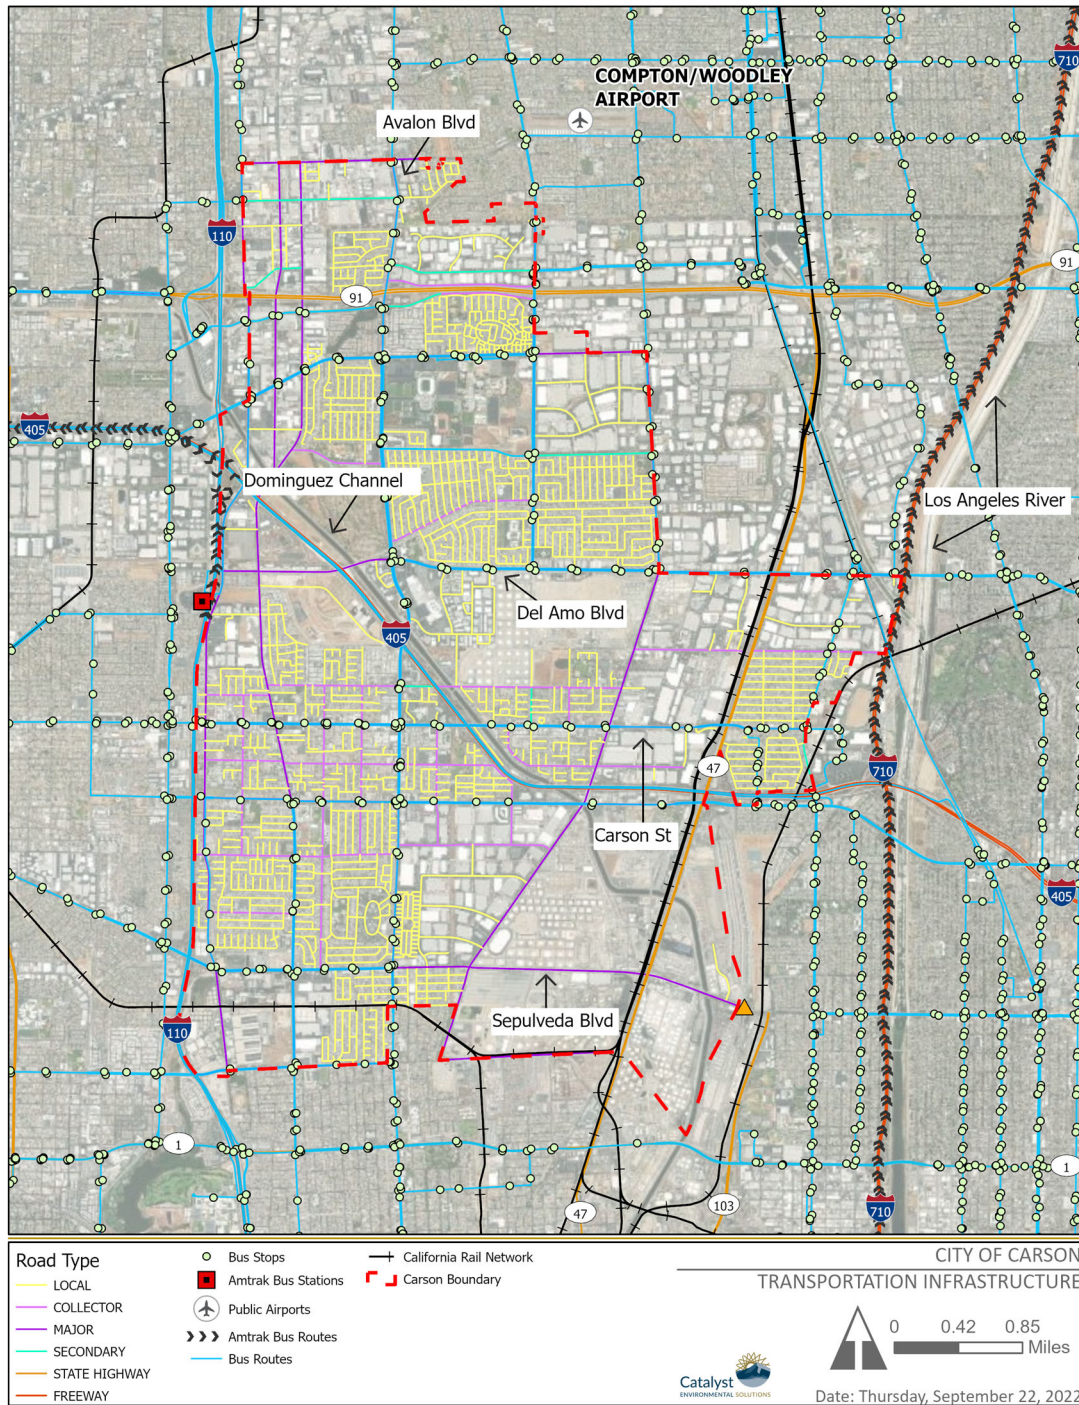 710
COMPTON/WOODLEY
AIRPORT
Avalon Blvd
110
91
91
405
Dominguez Channel
Los Angeles River
Del Amo Blvd
405
47
710
Carson St
405
Sepulveda Blvd
110
1
1
103
47
710
Road Type
LOCAL
COLLECTOR
MAJOR
SECONDARY
STATE HIGHWAY
FREEWAY
Bus Stops
Amtrak Bus Stations
Public Airports
Amtrak Bus Routes
Bus Routes
California Rail Network
Carson Boundary
CITY OF CARSON
TRANSPORTATION INFRASTRUCTURE
0 0.42 0.85
Miles
Catalyst
ENVIRONMENTAL SOLUTIONS
Date: Thursday, September 22, 2022